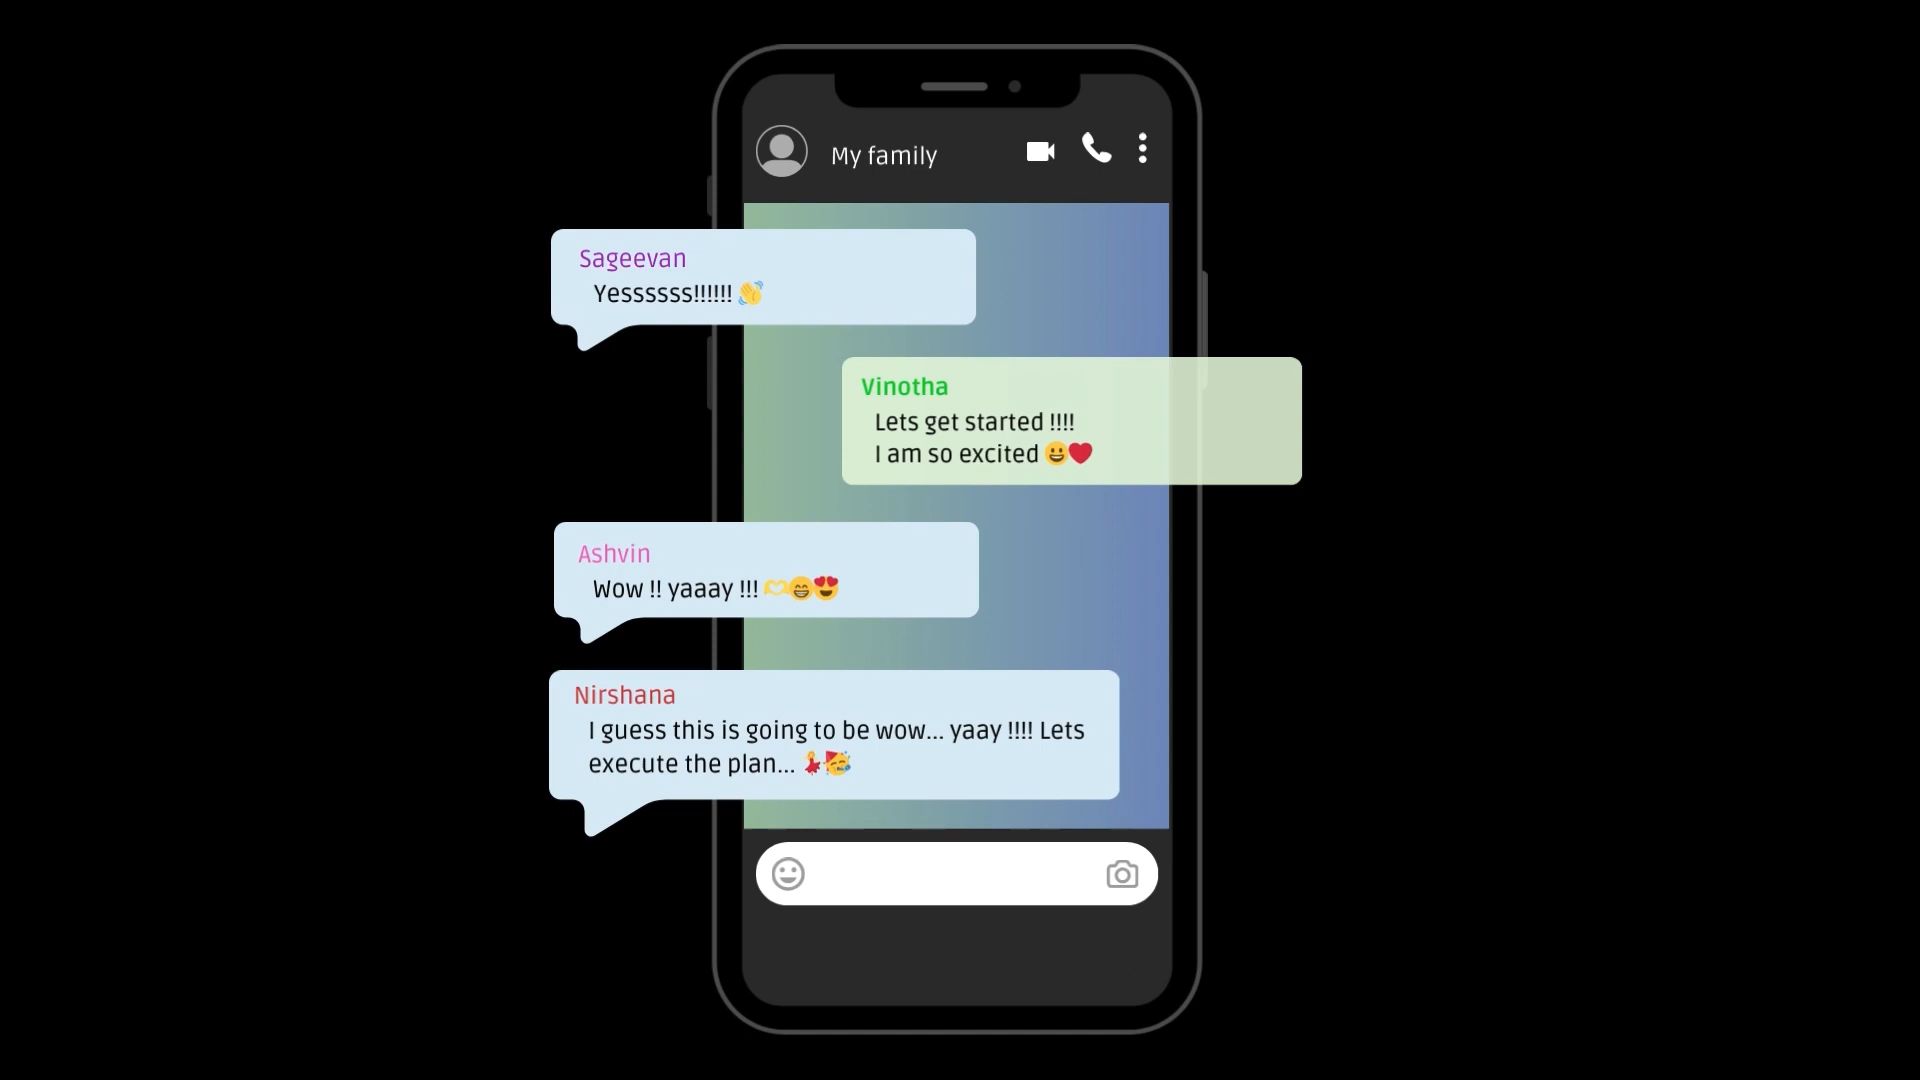 My family
Sageevan
Yessssss!!!!!! 👋
Vinotha
Lets get started !!!!
I am so excited 😀❤️
Ashvin
Wow !! yaaay !!! 🫶😁😍
Nirshana
I guess this is going to be wow... yaay !!!! Lets
execute the plan... 💃🥳